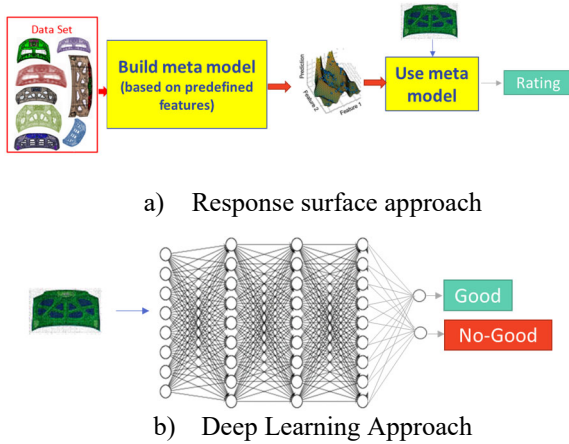 Data Set
Build meta model
(based on predefined
features)
Prediction
Feature 2
Feature 1
Use meta
model
Rating
a) Response surface approach
Good
No-Good
b) Deep Learning Approach